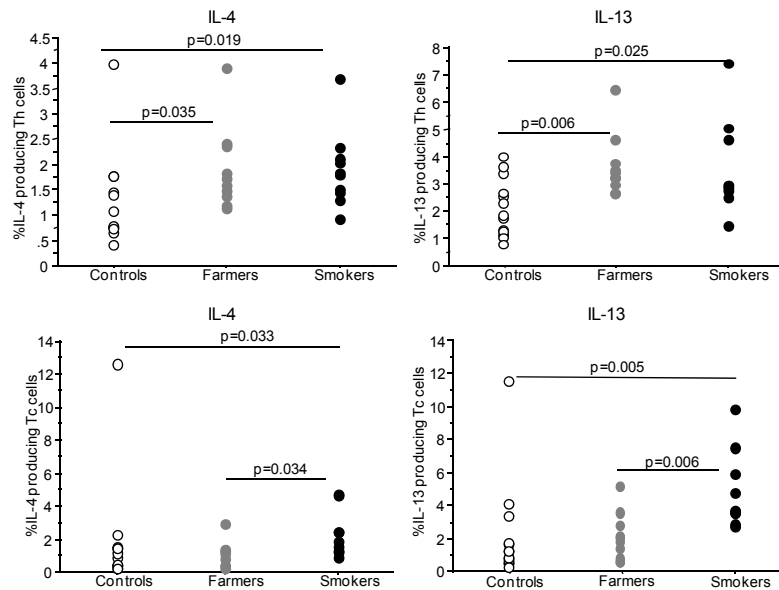 IL-4
%IL-4 producing Th cells
4.5
4
3.5
3
2.5
2
1.5
1
.5
0
p=0.019
p=0.035
Controls Farmers Smokers
IL-13
%IL-13 producing Th cells
8
7
6
5
4
3
2
1
0
p=0.025
p=0.006
Controls Farmers Smokers
IL-4
%IL-4 producing Tc cells
14
12
10
8
6
4
2
0
p=0.033
p=0.034
Controls Farmers Smokers
IL-13
%IL-13 producing Tc cells
14
12
10
8
6
4
2
0
p=0.005
p=0.006
Controls Farmers Smokers